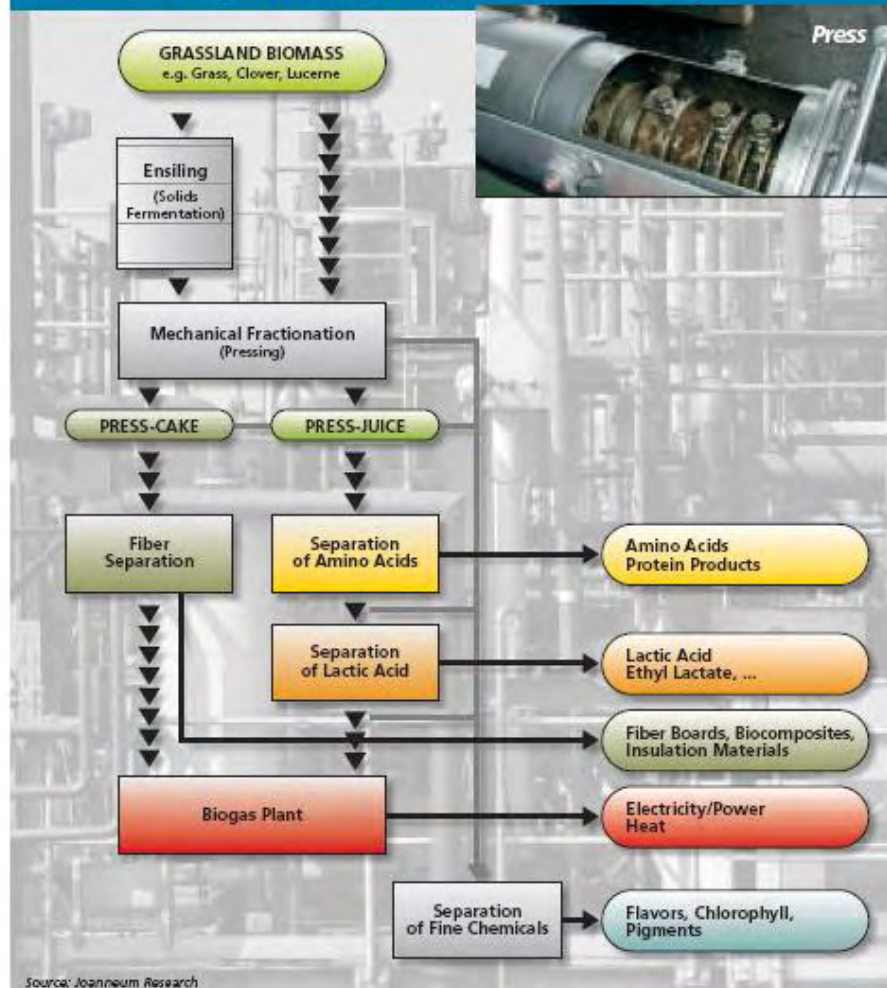 Press
GRASSLAND BIOMASS
e.g. Grass, Clover, Lucerne
Ensiling
(Solids
Fermentation)
Mechanical Fractionation
(Pressing)
PRESS-CAKE
PRESS-JUICE
Fiber
Separation
Separation
of Amino Acids
Amino Acids
Protein Products
Separation
of Lactic Acid
Lactic Acid
Ethyl Lactate, ...
Fiber Boards, Biocomposites,
Insulation Materials
Biogas Plant
Electricity/Power
Heat
Separation
of Fine Chemicals
Flavors, Chlorophyll,
Pigments
Source: Joanneum Research